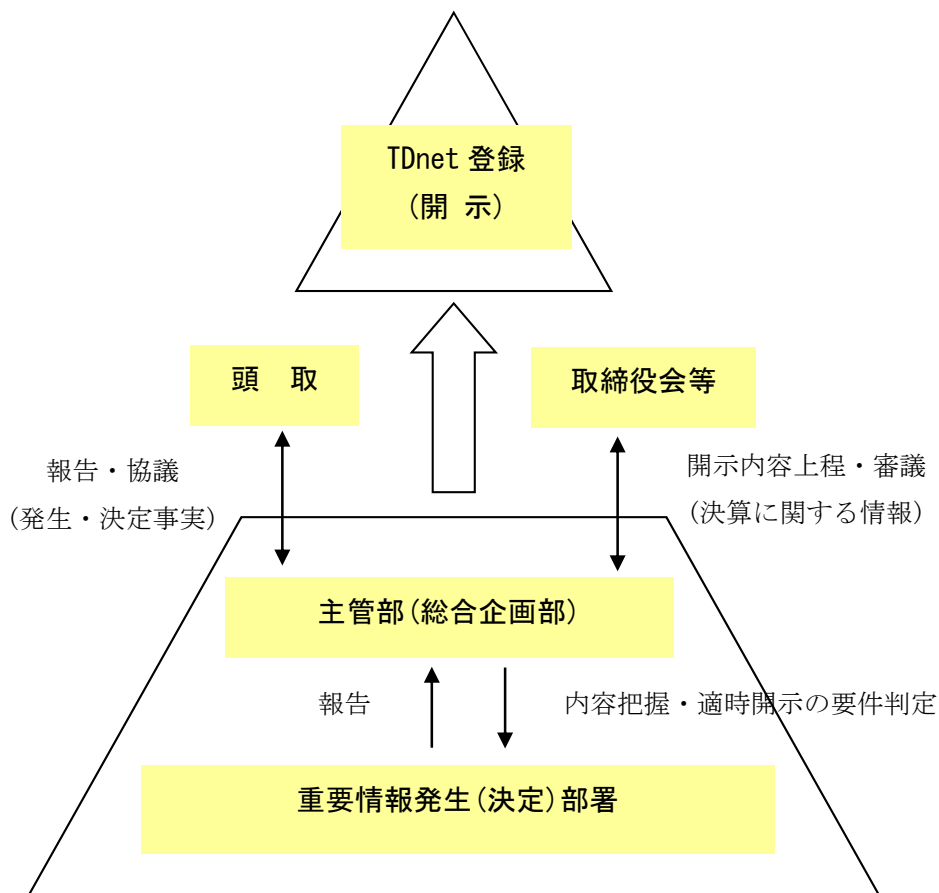 TDnet 登録
(開 示)
頭 取
取締役会等
報告・協議
(発生・決定事実)
開示内容上程・審議
(決算に関する情報)
主管部(総合企画部)
報告
内容把握・適時開示の要件判定
重要情報発生(決定)部署